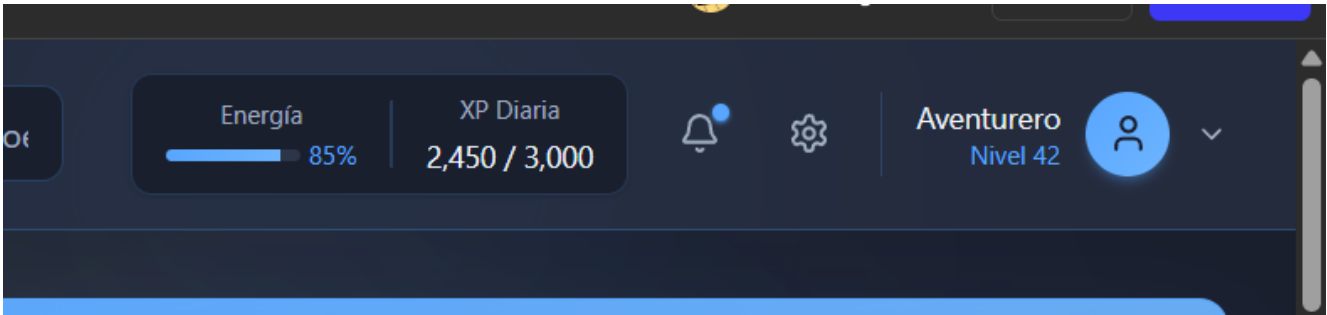 Energía
85%
XP Diaria
2,450 / 3,000
Aventurero
Nivel 42